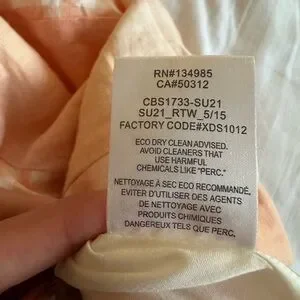 RN#134985
CA#50312
CBS1733-SU21
SU21_RTW_5/15
FACTORY CODE#XDS1012
ECO DRY CLEAN ADVISED.
AVOID CLEANERS THAT
USE HARMFUL
CHEMICALS LIKE "PERC."
NETTOYAGE À SEC ECO RECOMMANDÉ.
EVITER D'UTILISER DES AGENTS
DE NETTOYAGE AVEC
PRODUITS CHIMIQUES
DANGEREUX TELS QUE PERC.